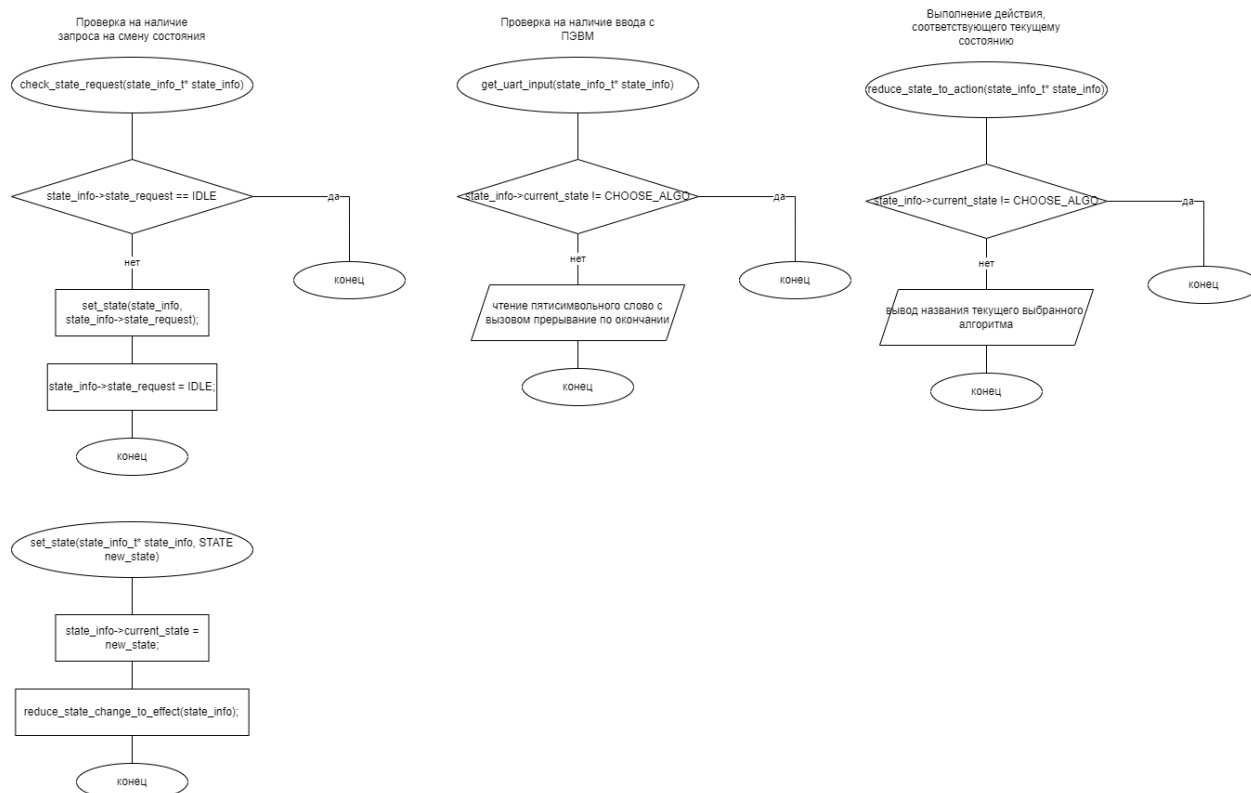 Проверка на наличие
запроса на смену состояния
check_state_request(state_info_t* state_info)
state_info->state_request == IDLE
да
нет
конец
set_state(state_info,
state_info->state_request);
state_info->state_request = IDLE;
конец
Проверка на наличие ввода с
ПЭВМ
get_uart_input(state_info_t* state_info)
state_info->current_state != CHOOSE_ALGO
да
нет
конец
чтение пятисимвольного слово с
вызовом прерывание по окончании
конец
Выполнение действия,
соответствующего текущему
состоянию
reduce_state_to_action(state_info_t* state_info)
state_info->current_state != CHOOSE_ALGO
да
нет
конец
вывод названия текущего выбранного
алгоритма
конец
set_state(state_info_t* state_info, STATE
new_state)
state_info->current_state =
new_state;
reduce_state_change_to_effect(state_info);
конец